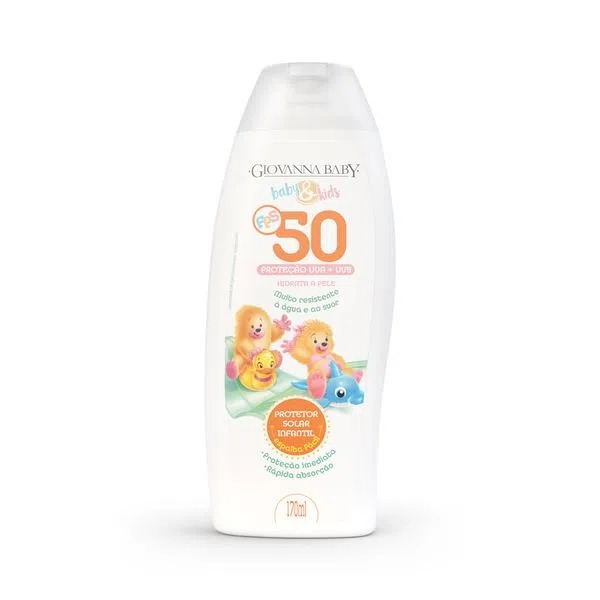 ·GIOVANNA BABY·
baby & kids
FPS 50
PROTEÇÃO UVA + UVB
HIDRATA A PELE
Muito resistente
à água e ao suor
PROTETOR
SOLAR
INFANTIL
espalha fácil
·Proteção imediata
·Rápida absorção
170ml